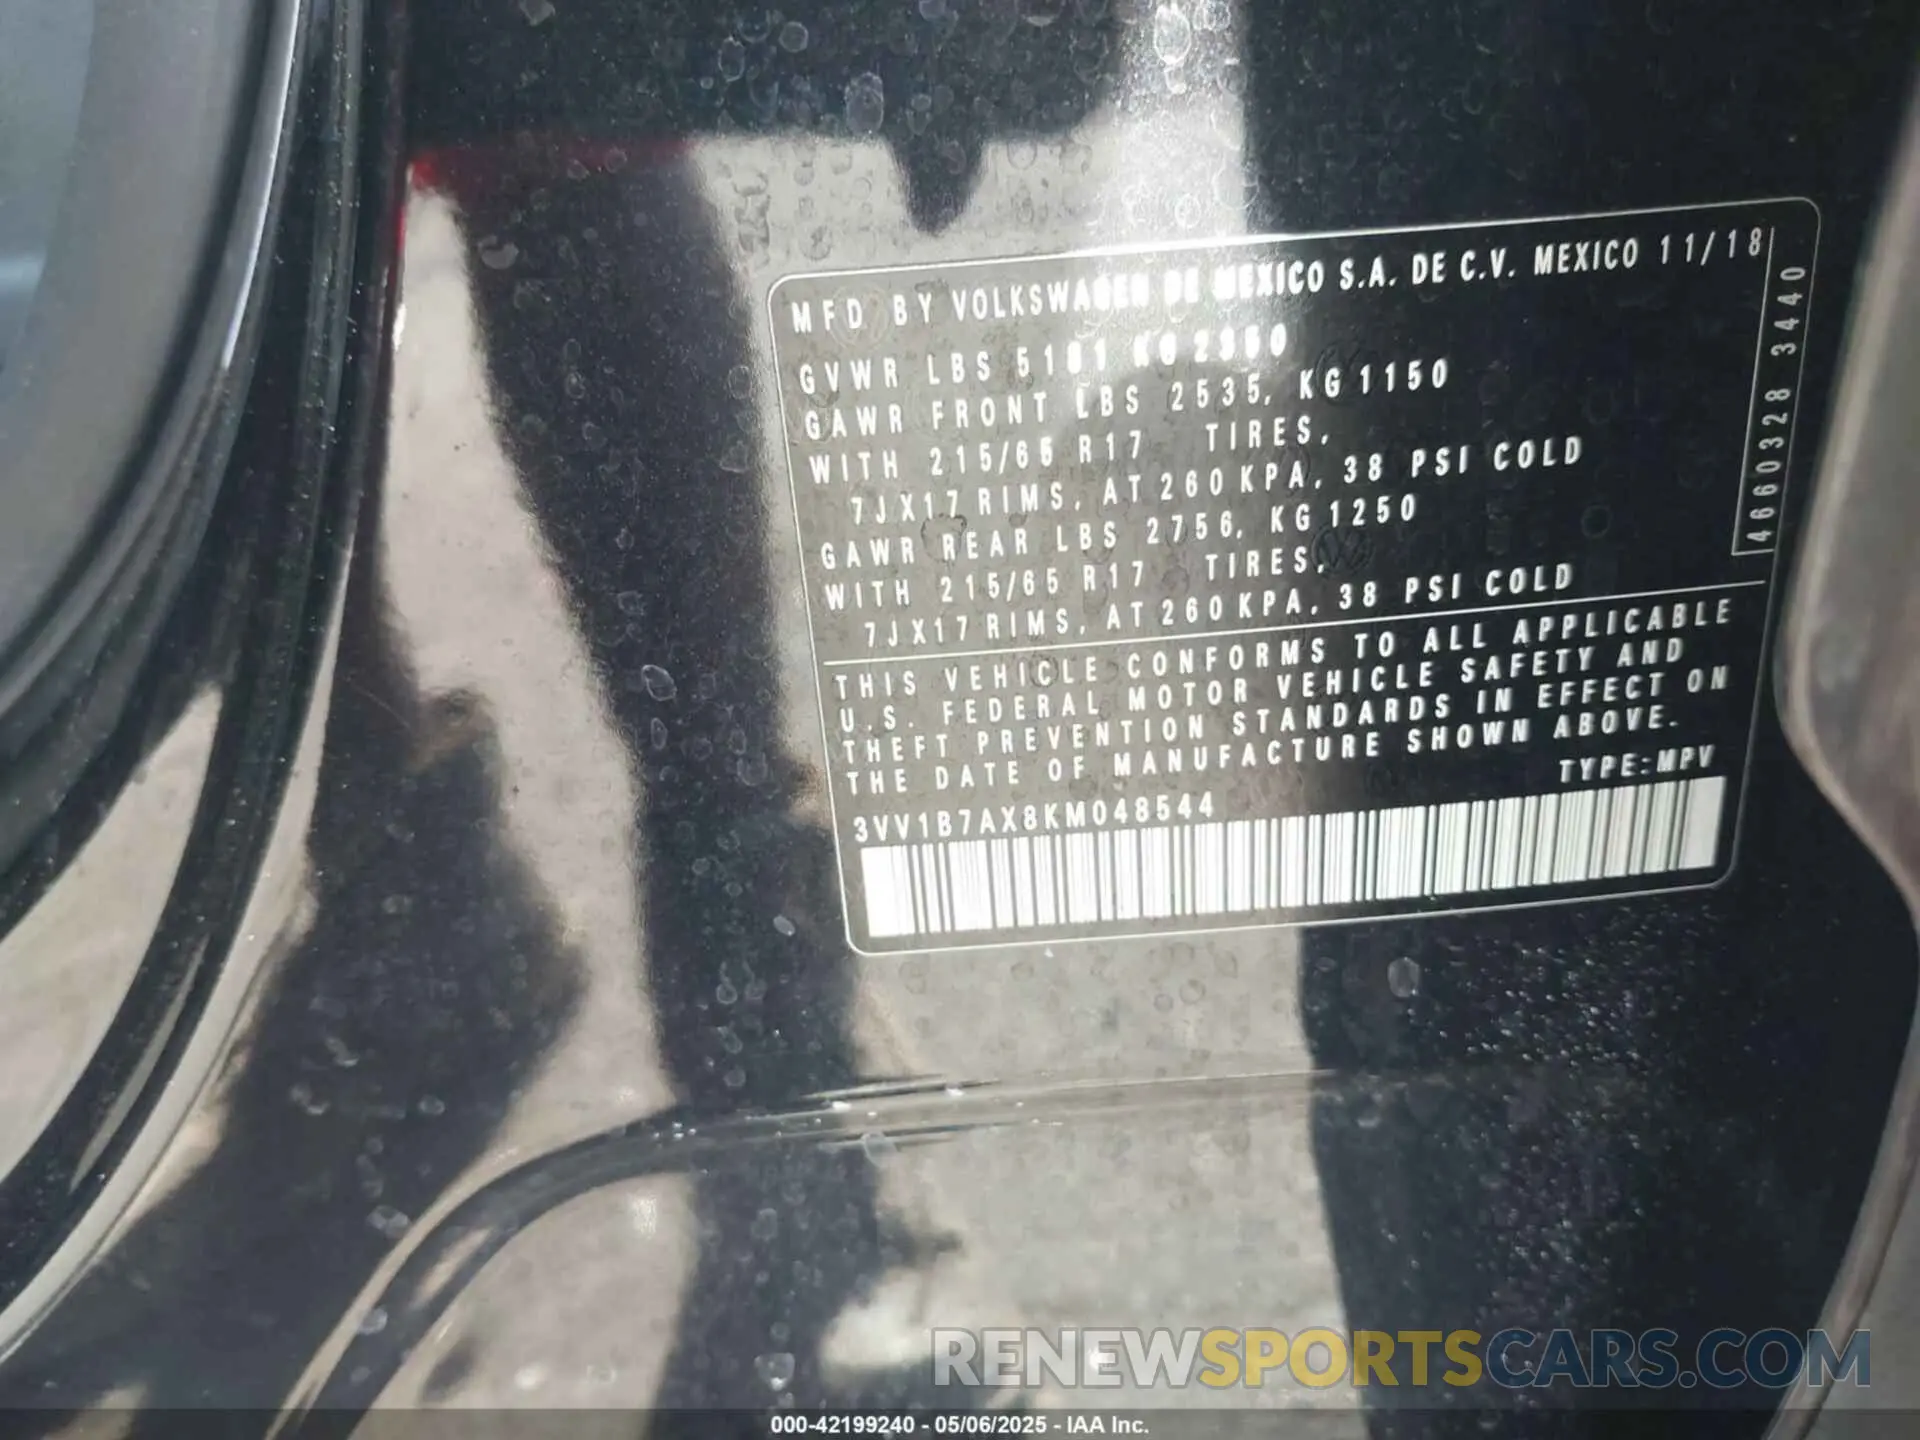 MFD BY VOLKSWAGEN DE MEXICO S.A. DE C.V. MEXICO 11/18
GVWR LBS 5181 KG 2350
GAWR FRONT LBS 2535, KG 1150
WITH 215/65 R17 TIRES,
7JX17 RIMS, AT 260 KPA, 38 PSI COLD
GAWR REAR LBS 2756, KG 1250
WITH 215/65 R17 TIRES,
7JX17 RIMS, AT 260 KPA, 38 PSI COLD
4660328 3440
THIS VEHICLE CONFORMS TO ALL APPLICABLE
U.S. FEDERAL MOTOR VEHICLE SAFETY AND
THEFT PREVENTION STANDARDS IN EFFECT ON
THE DATE OF MANUFACTURE SHOWN ABOVE.
TYPE:MPV
3VV1B7AX8KM048544
RENEWSPORTSCARS.COM
000-42199240 - 05/06/2025 - IAA Inc.